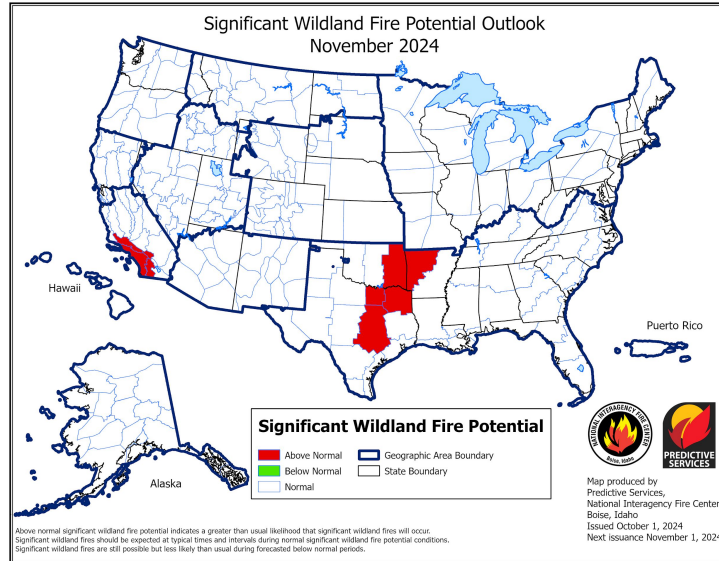 Significant Wildland Fire Potential Outlook
November 2024
Hawaii
Puerto Rico
Alaska
Significant Wildland Fire Potential
Above Normal
Below Normal
Normal
Geographic Area Boundary
State Boundary
NATIONAL INTERAGENCY FIRE CENTER
Boise, Idaho
PREDICTIVE
SERVICES
Map produced by
Predictive Services,
National Interagency Fire Center
Boise, Idaho
Issued October 1, 2024
Next issuance November 1, 2024
Above normal significant wildland fire potential indicates a greater than usual likelihood that significant wildland fires will occur.
Significant wildland fires should be expected at typical times and intervals during normal significant wildland fire potential conditions.
Significant wildland fires are still possible but less likely than usual during forecasted below normal periods.